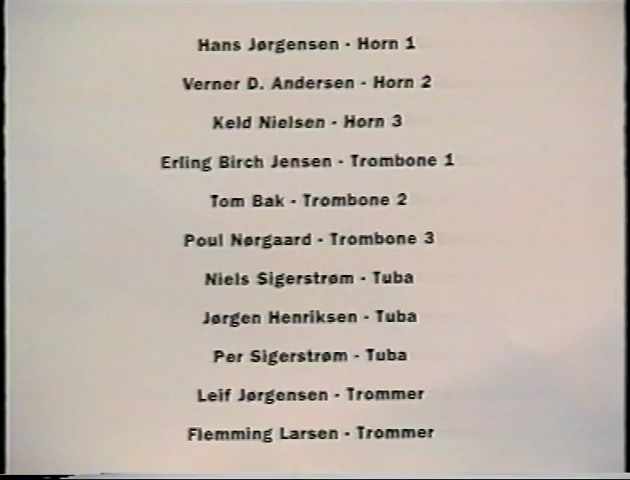 Hans Jørgensen - Horn 1
Verner D. Andersen - Horn 2
Keld Nielsen - Horn 3
Erling Birch Jensen - Trombone 1
Tom Bak - Trombone 2
Poul Nørgaard - Trombone 3
Niels Sigerstrøm - Tuba
Jørgen Henriksen - Tuba
Per Sigerstrøm - Tuba
Leif Jørgensen - Trommer
Flemming Larsen - Trommer